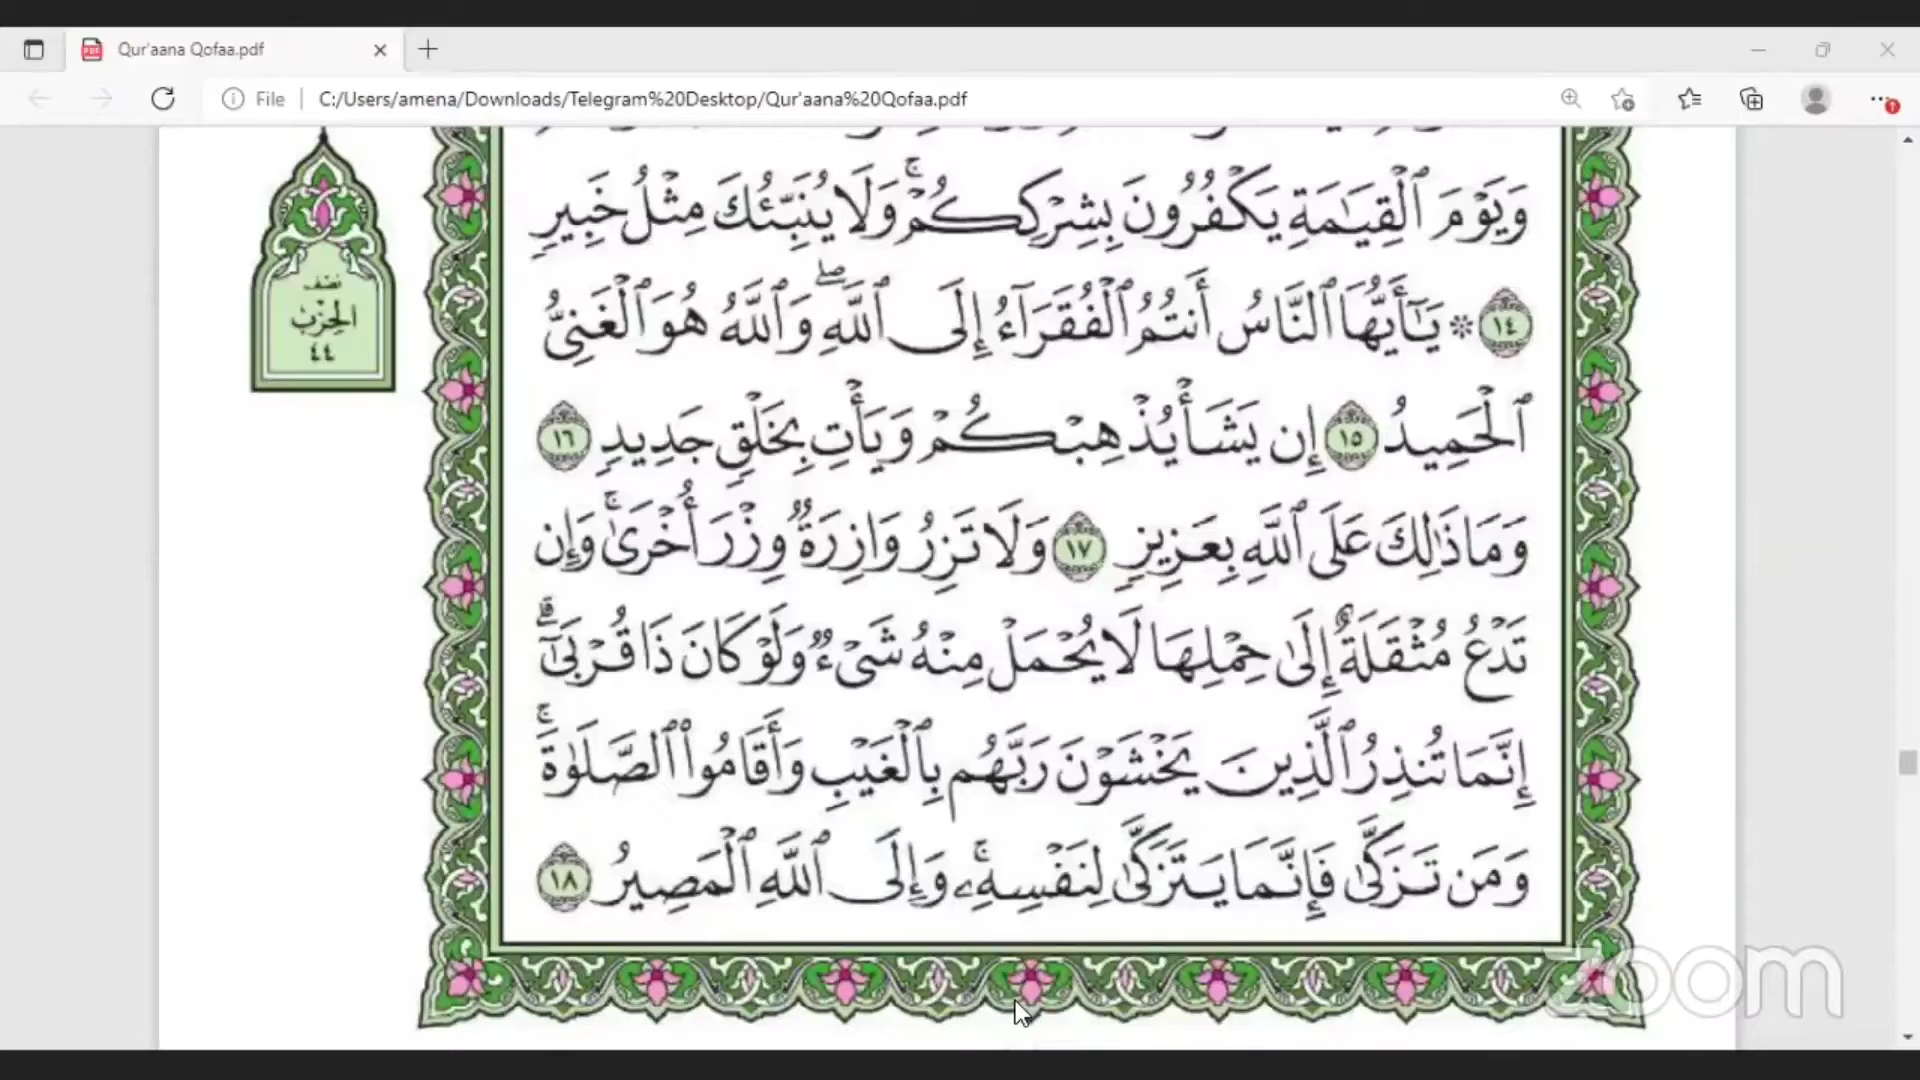 Qur'aana Qofaa.pdf
File
C:/Users/amena/Downloads/Telegram%20Desktop/Qur'aana%20Qofaa.pdf
نصف
الحزب
٤٤
وَيَوْمَ ٱلْقِيَٰمَةِ يَكْفُرُونَ بِشِرْكِكُمْ ۚ وَلَا يُنَبِّئُكَ مِثْلُ خَبِيرٍ
١٤ ۞ يَٰٓأَيُّهَا ٱلنَّاسُ أَنتُمُ ٱلْفُقَرَآءُ إِلَى ٱللَّهِ ۖ وَٱللَّهُ هُوَ ٱلْغَنِىُّ
ٱلْحَمِيدُ ١٥ إِن يَشَأْ يُذْهِبْكُمْ وَيَأْتِ بِخَلْقٍ جَدِيدٍ ١٦
وَمَا ذَٰلِكَ عَلَى ٱللَّهِ بِعَزِيزٍ ١٧ وَلَا تَزِرُ وَازِرَةٌ وِزْرَ أُخْرَىٰ ۚ وَإِن
تَدْعُ مُثْقَلَةٌ إِلَىٰ حِمْلِهَا لَا يُحْمَلْ مِنْهُ شَىْءٌ وَلَوْ كَانَ ذَا قُرْبَىٰٓ ۗ
إِنَّمَا تُنذِرُ ٱلَّذِينَ يَخْشَوْنَ رَبَّهُم بِٱلْغَيْبِ وَأَقَامُوا۟ ٱلصَّلَوٰةَ ۚ
وَمَن تَزَكَّىٰ فَإِنَّمَا يَتَزَكَّىٰ لِنَفْسِهِۦ ۚ وَإِلَى ٱللَّهِ ٱلْمَصِيرُ ١٨
zoom